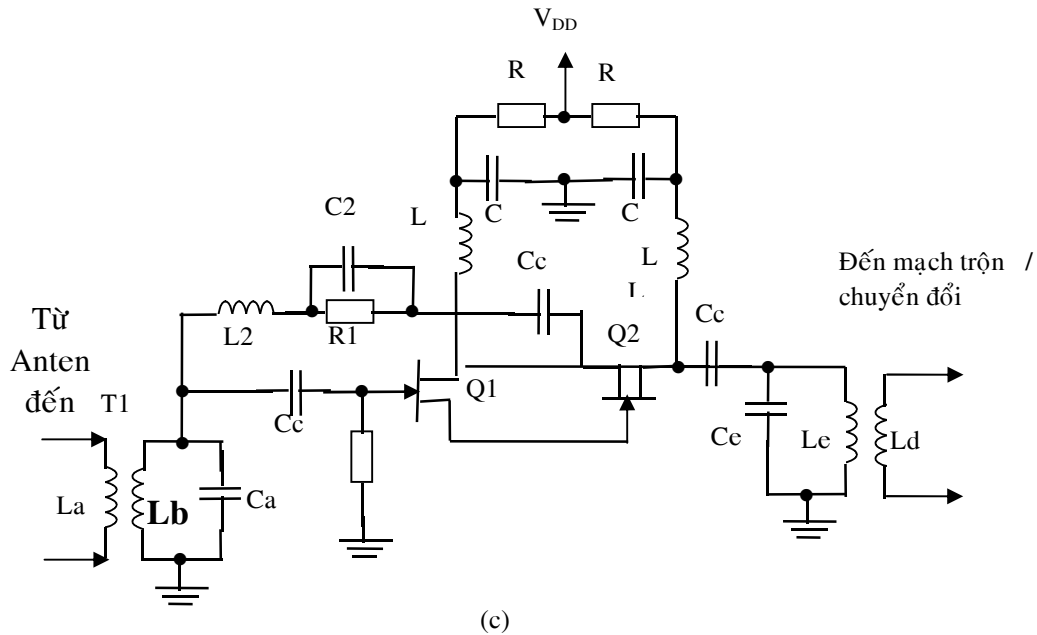 V_DD
R R
C2
L
C C
Cc
L
L
Cc
Q2
Đến mạch trộn /
chuyển đổi
L2
R1
Từ
Anten
đến
T1
Cc
Q1
Ce
Le
Ld
La
Lb
Ca
(c)